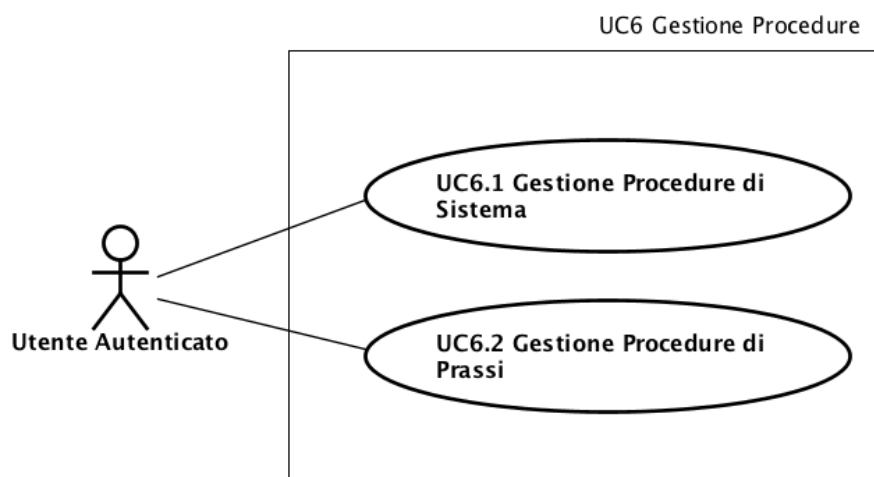 UC6 Gestione Procedure
UC6.1 Gestione Procedure di
Sistema
Utente Autenticato
UC6.2 Gestione Procedure di
Prassi